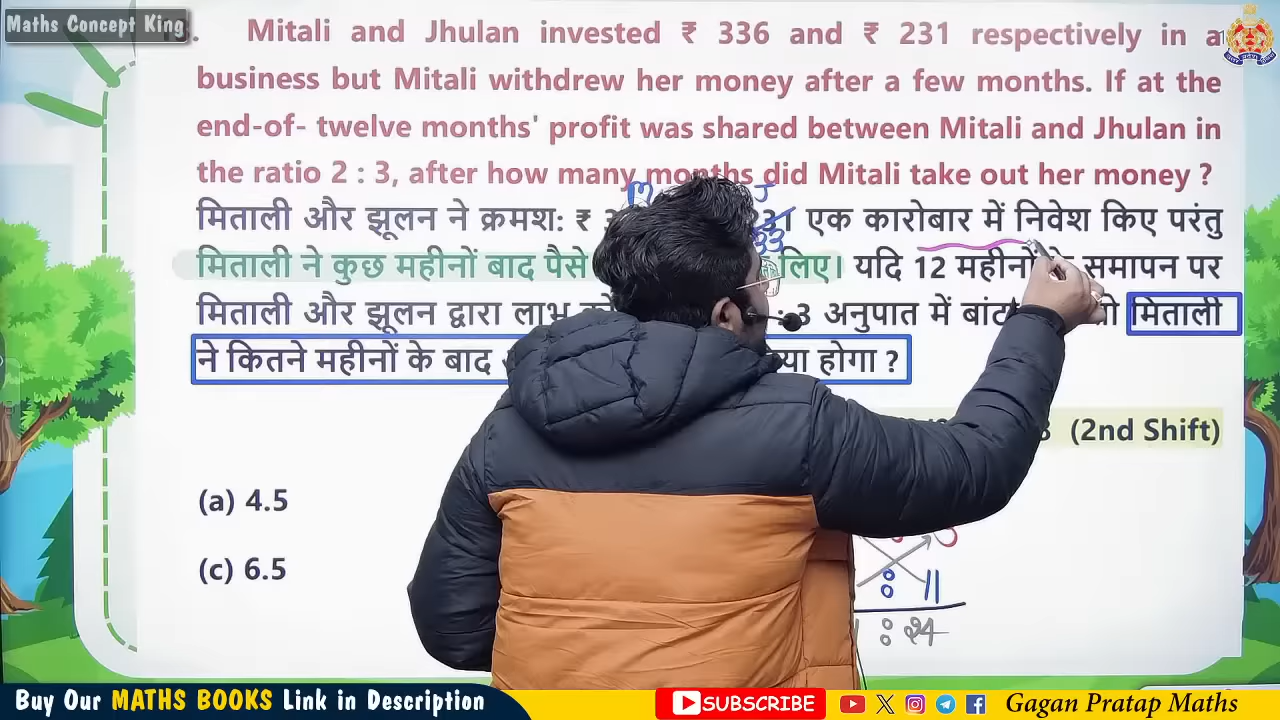 Maths Concept King
. Mitali and Jhulan invested ₹ 336 and ₹ 231 respectively in a
business but Mitali withdrew her money after a few months. If at the
end-of- twelve months' profit was shared between Mitali and Jhulan in
the ratio 2 : 3, after how many months did Mitali take out her money ?
M J
मिताली और झूलन ने क्रमश: ₹ एक कारोबार में निवेश किए परंतु
33
मिताली ने कुछ महीनों बाद पैसे लिए। यदि 12 महीनों के समापन पर
मिताली और झूलन द्वारा लाभ : 3 अनुपात में मिताली
ने कितने महीनों के बाद होगा ?
(2nd Shift)
(a) 4.5
(c) 6.5
: 11
: 24
Buy Our MATHS BOOKS Link in Description
SUBSCRIBE
Gagan Pratap Maths